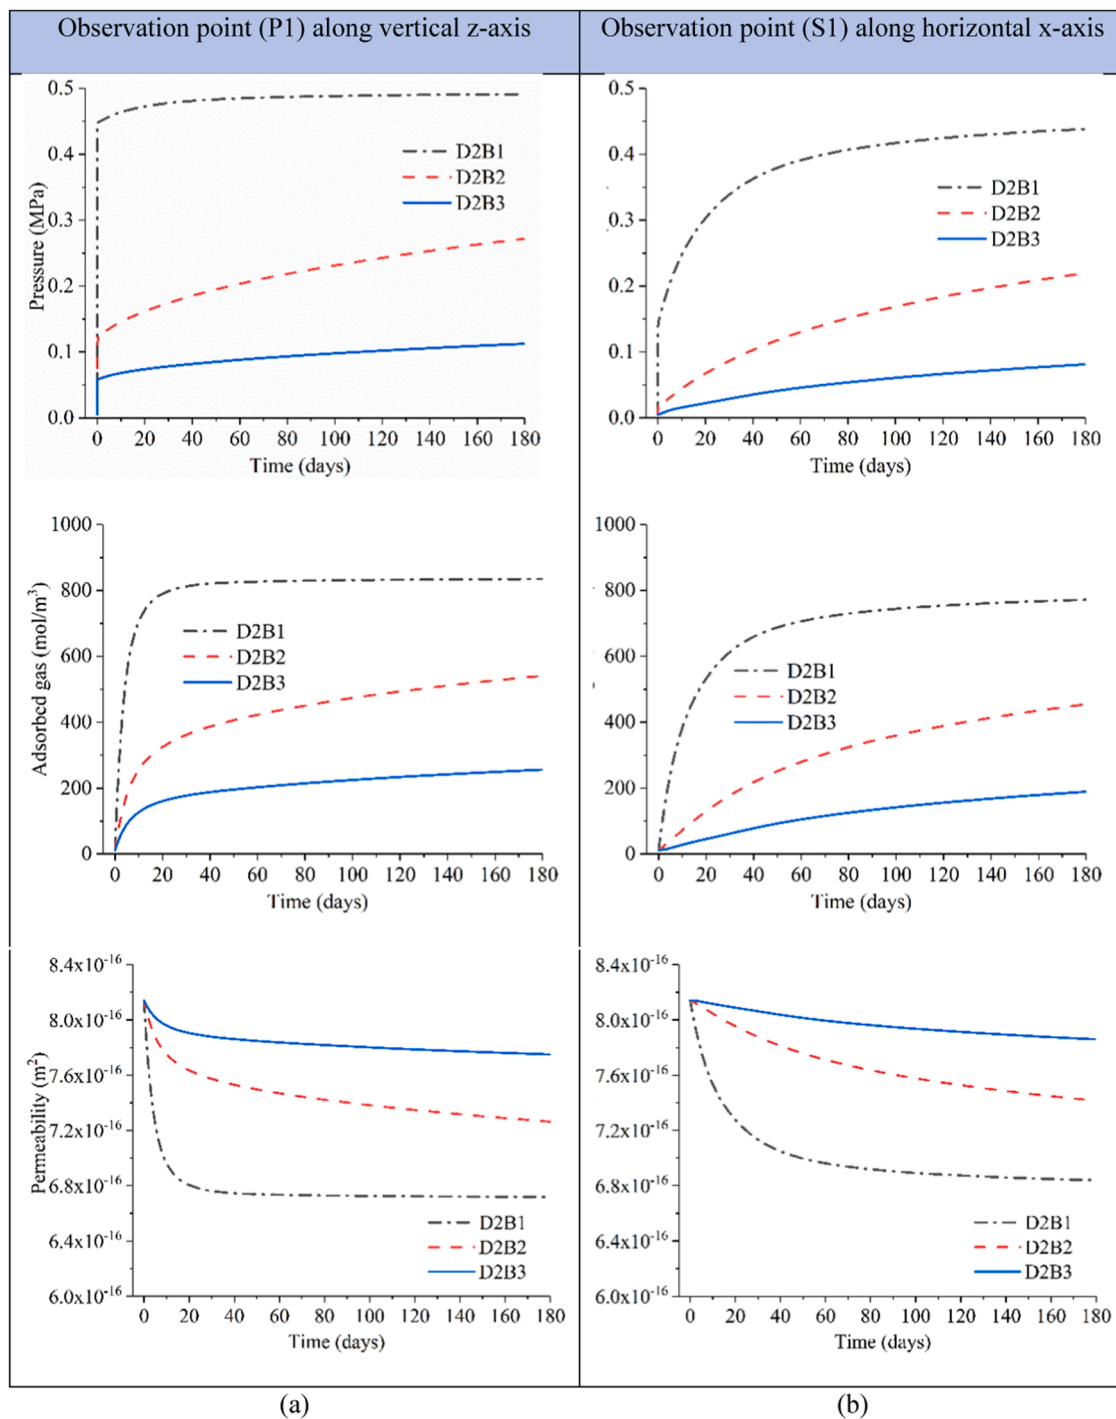 Observation point (P1) along vertical z-axis
Observation point (S1) along horizontal x-axis
0.5
0.4
0.3
0.2
0.1
0.0
Pressure (MPa)
D2B1
D2B2
D2B3
0 20 40 60 80 100 120 140 160 180
Time (days)
0.5
0.4
0.3
0.2
0.1
0.0
D2B1
D2B2
D2B3
0 20 40 60 80 100 120 140 160 180
Time (days)
1000
800
600
400
200
0
Adsorbed gas (mol/m³)
D2B1
D2B2
D2B3
0 20 40 60 80 100 120 140 160 180
Time (days)
1000
800
600
400
200
0
D2B1
D2B2
D2B3
0 20 40 60 80 100 120 140 160 180
Time (days)
8.4x10⁻¹⁶
8.0x10⁻¹⁶
7.6x10⁻¹⁶
7.2x10⁻¹⁶
6.8x10⁻¹⁶
6.4x10⁻¹⁶
6.0x10⁻¹⁶
Permeability (m²)
D2B1
D2B2
D2B3
0 20 40 60 80 100 120 140 160 180
Time (days)
8.4x10⁻¹⁶
8.0x10⁻¹⁶
7.6x10⁻¹⁶
7.2x10⁻¹⁶
6.8x10⁻¹⁶
6.4x10⁻¹⁶
6.0x10⁻¹⁶
D2B1
D2B2
D2B3
0 20 40 60 80 100 120 140 160 180
Time (days)
(a)
(b)